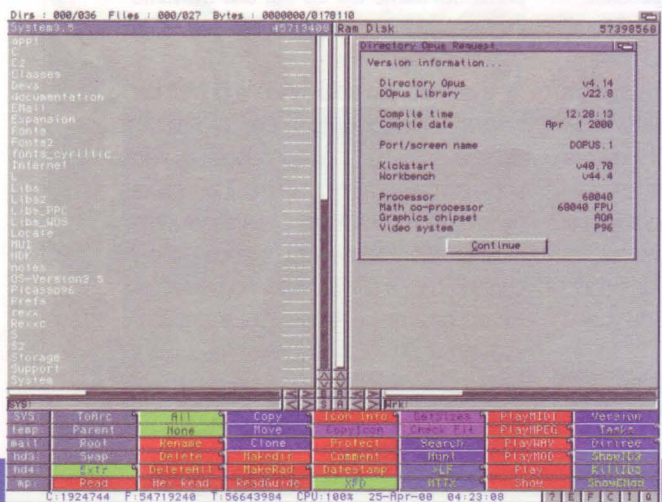 Dirs : 000/036 Files : 000/027 Bytes : 0000000/0178110
System3.5 45713408 Ram Disk 57398568
appl
C
C2
Classes
Devs
documentation
EMail
Expansion
Fonts
Fonts2
fonts_cyrillic
Internet
L
Libs
Libs2
Libs_PPC
Libs_WOS
Locale
MUI
NDK
notes
OS-Version3.5
Picasso96
Prefs
rexx
Rexxc
S
S2
Storage
Support
System
Directory Opus Request
Version information...
Directory Opus v4.14
DOpus Library v22.8
Compile time 12:28:13
Compile date Apr 1 2000
Port/screen name DOPUS.1
Kickstart v40.70
Workbench v44.4
Processor 68040
Math co-processor 68040 FPU
Graphics chipset AGA
Video system P96
Continue
SYS: Wrk:
SYS ToArc All Copy Icon Info GetSizes PlayMIDI Version
temp Parent None Move CopyIcon Check Fit PlayMPEG Tasks
mail Root Rename Clone Protect Search PlayWAV DirTree
hd3: Swap Delete Makedir Comment Hunt Show
hd4: Extr DeleteAll MakeRad Datestamp >LF Play
mp: Read Hex Read ReadGuide XFD Show
C:1924744 F:54719240 T:56643984 CPU:100% 25-Apr-00 04:23:08 ? B F C I Q